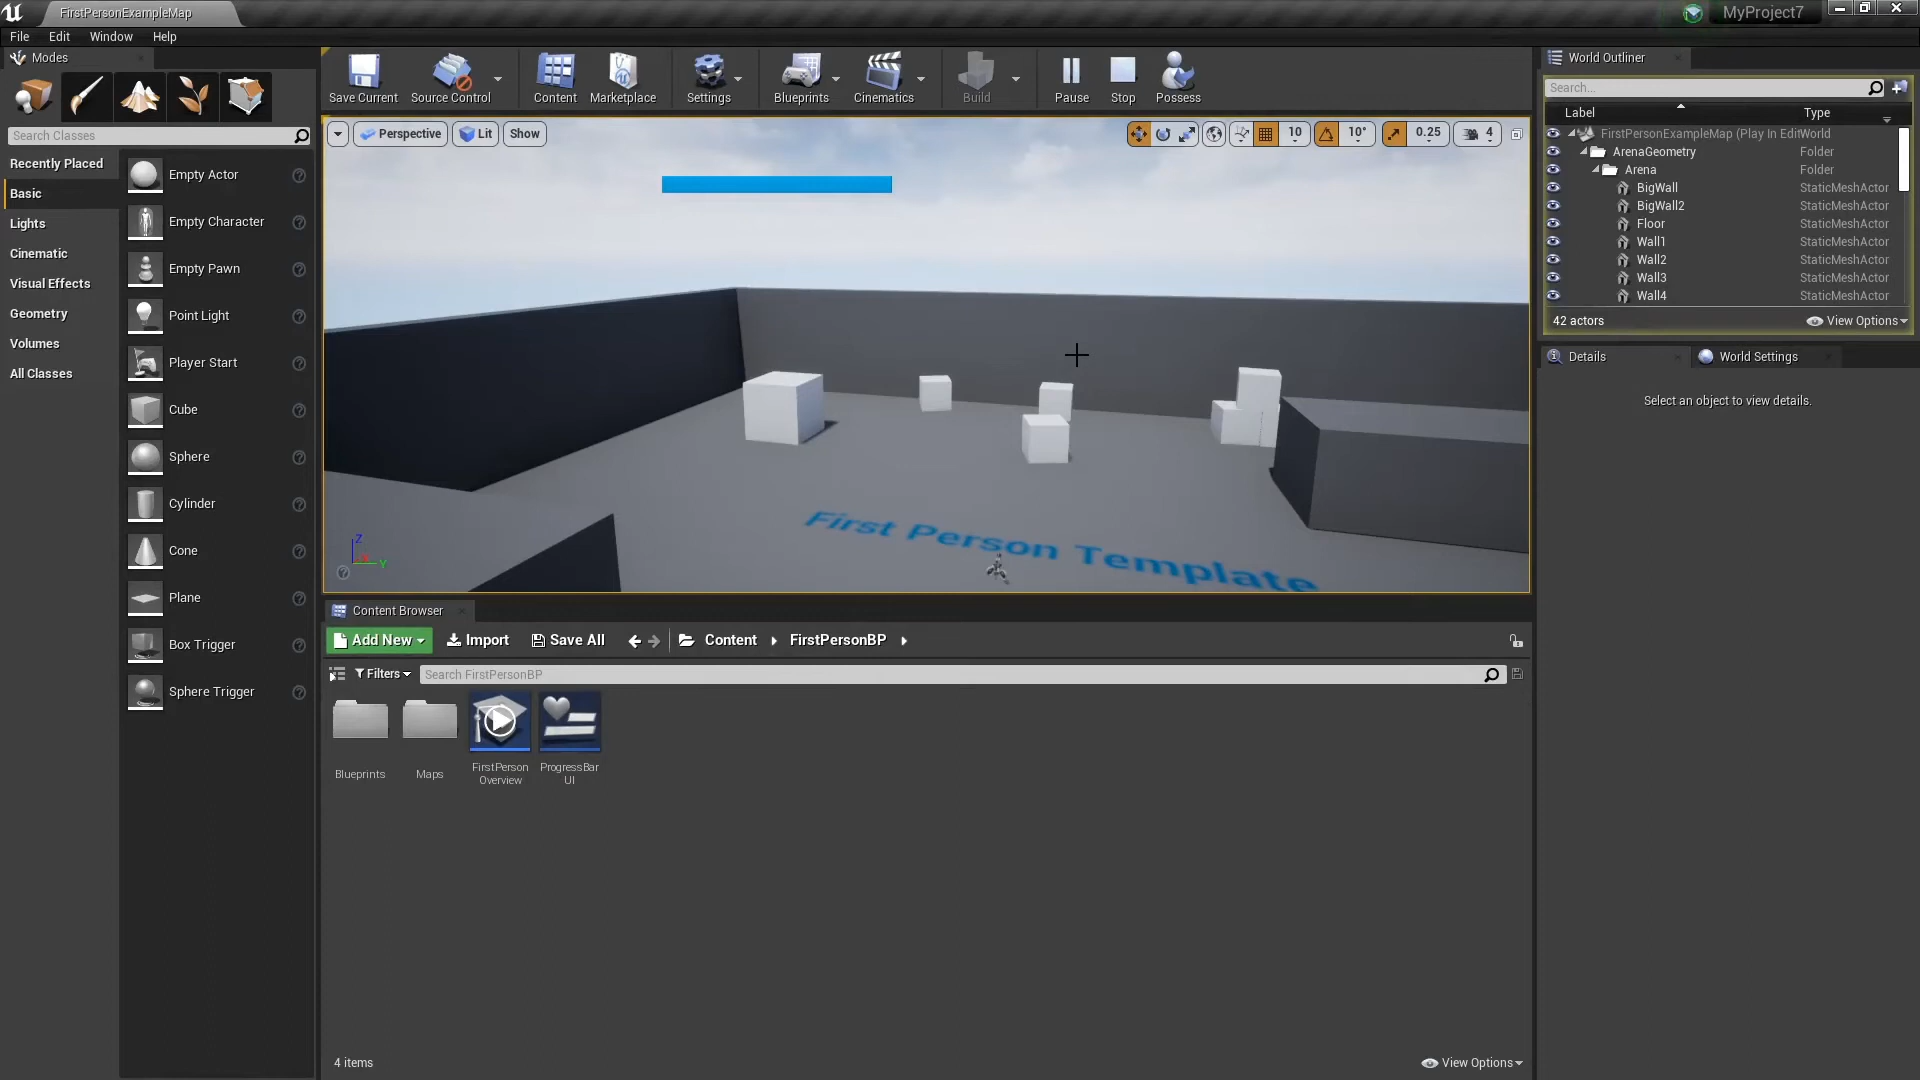 FirstPersonExampleMap
MyProject7
File Edit Window Help
Modes
Search Classes
Recently Placed
Basic
Lights
Cinematic
Visual Effects
Geometry
Volumes
All Classes
Empty Actor
Empty Character
Empty Pawn
Point Light
Player Start
Cube
Sphere
Cylinder
Cone
Plane
Box Trigger
Sphere Trigger
Save Current Source Control Content Marketplace Settings Blueprints Cinematics Build Pause Stop Possess
Perspective Lit Show
10 10° 0.25 4
First Person Template
Z
Y
Content Browser
Add New Import Save All Content FirstPersonBP
Filters Search FirstPersonBP
Blueprints
Maps
FirstPerson
Overview
ProgressBar
UI
4 items
View Options
World Outliner
Search...
Label Type
FirstPersonExampleMap (Play In Edit World
ArenaGeometry Folder
Arena Folder
BigWall StaticMeshActor
BigWall2 StaticMeshActor
Floor StaticMeshActor
Wall1 StaticMeshActor
Wall2 StaticMeshActor
Wall3 StaticMeshActor
Wall4 StaticMeshActor
42 actors
View Options
Details World Settings
Select an object to view details.